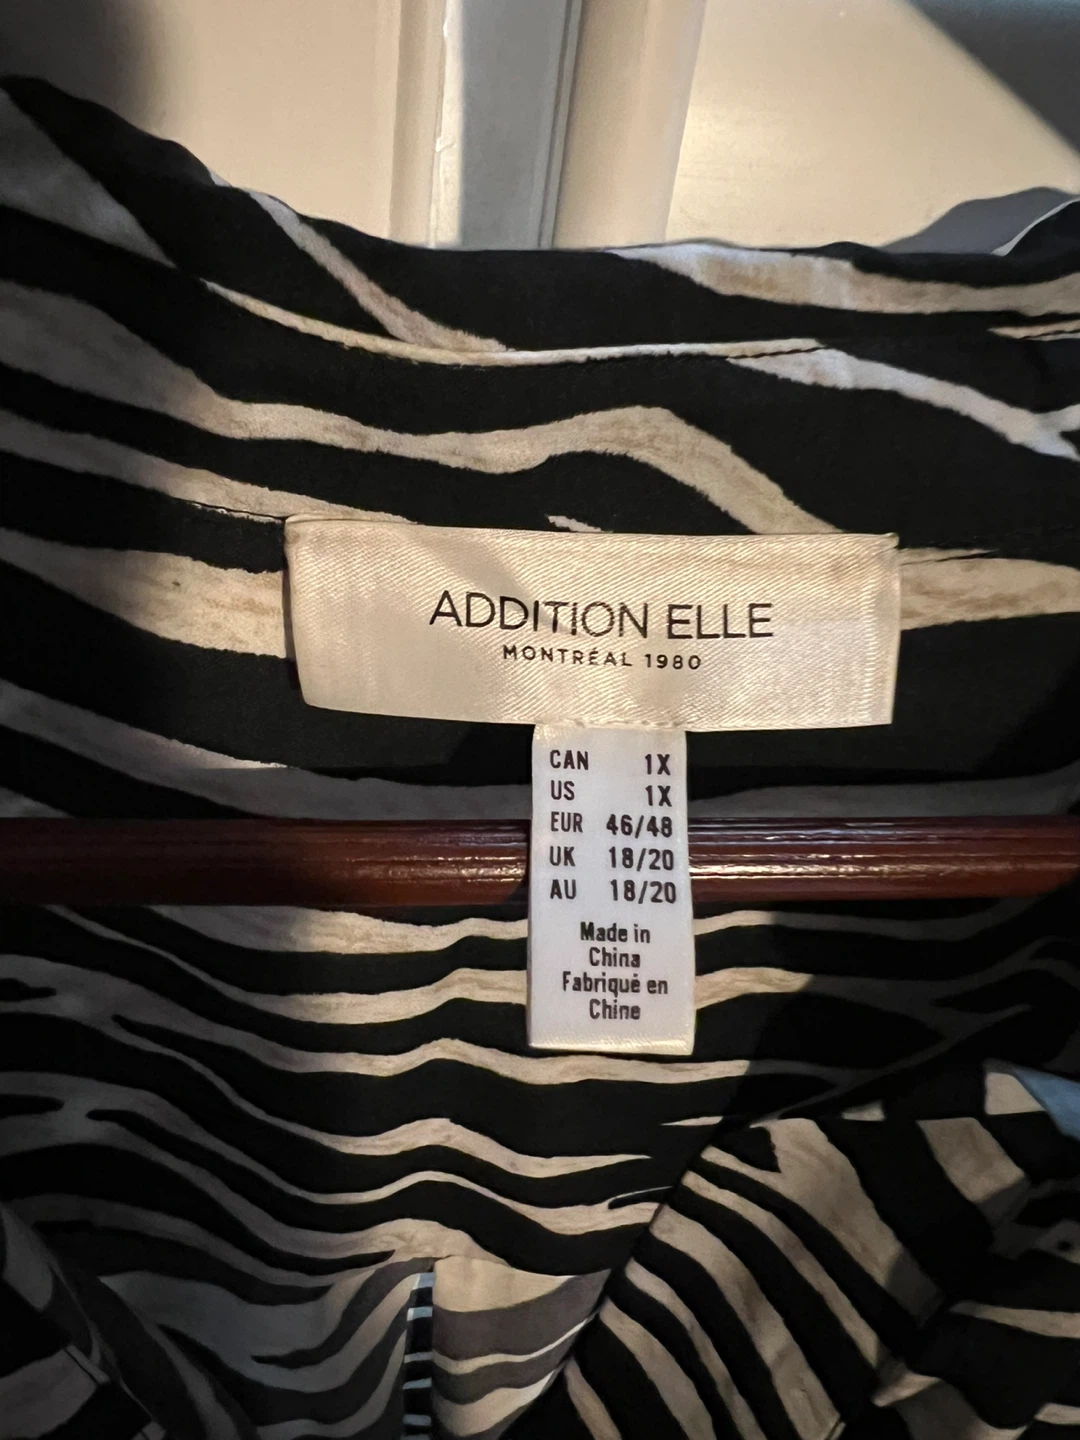 ADDITION ELLE
MONTRÉAL 1980
CAN 1X
US 1X
EUR 46/48
UK 18/20
AU 18/20
Made in
China
Fabriqué en
Chine